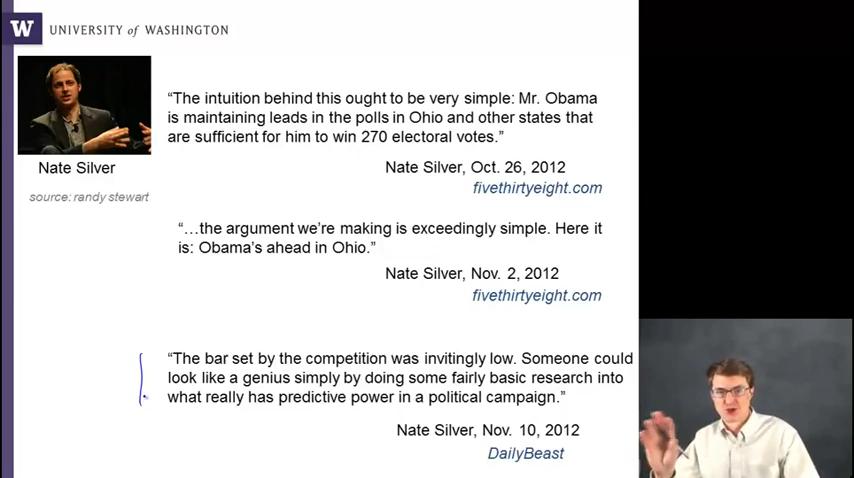 W UNIVERSITY of WASHINGTON
“The intuition behind this ought to be very simple: Mr. Obama
is maintaining leads in the polls in Ohio and other states that
are sufficient for him to win 270 electoral votes.”
Nate Silver
Nate Silver, Oct. 26, 2012
source: randy stewart
fivethirtyeight.com
“…the argument we’re making is exceedingly simple. Here it
is: Obama’s ahead in Ohio.”
Nate Silver, Nov. 2, 2012
fivethirtyeight.com
“The bar set by the competition was invitingly low. Someone could
look like a genius simply by doing some fairly basic research into
what really has predictive power in a political campaign.”
Nate Silver, Nov. 10, 2012
DailyBeast